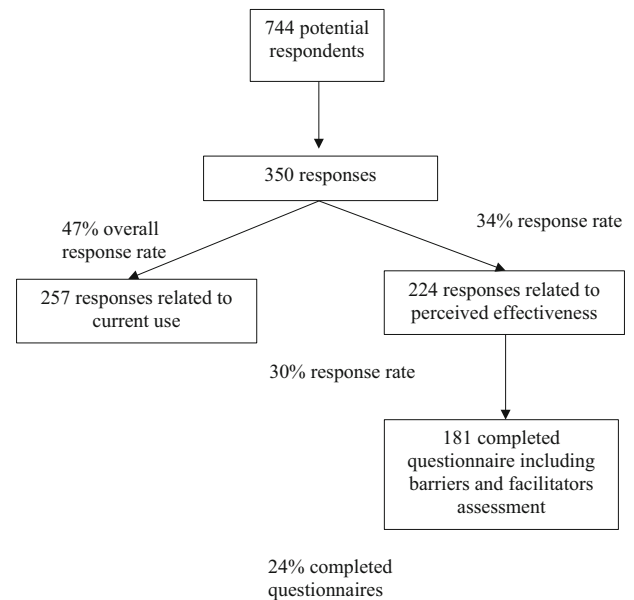 744 potential
respondents
350 responses
47% overall
response rate
34% response rate
257 responses related to
current use
224 responses related to
perceived effectiveness
30% response rate
181 completed
questionnaire including
barriers and facilitators
assessment
24% completed
questionnaires